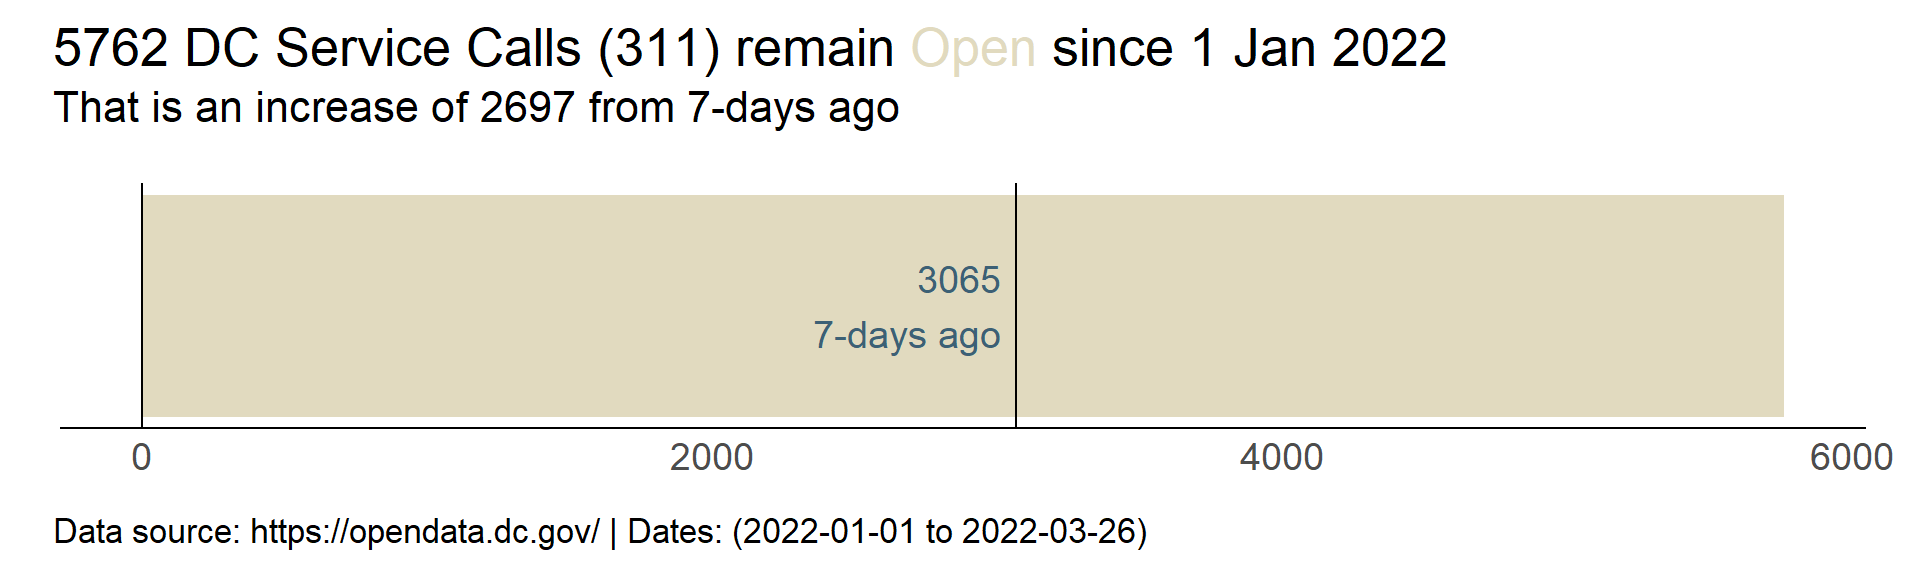 5762 DC Service Calls (311) remain Open since 1 Jan 2022
That is an increase of 2697 from 7-days ago
3065
7-days ago
0 2000 4000 6000
Data source: https://opendata.dc.gov/ | Dates: (2022-01-01 to 2022-03-26)